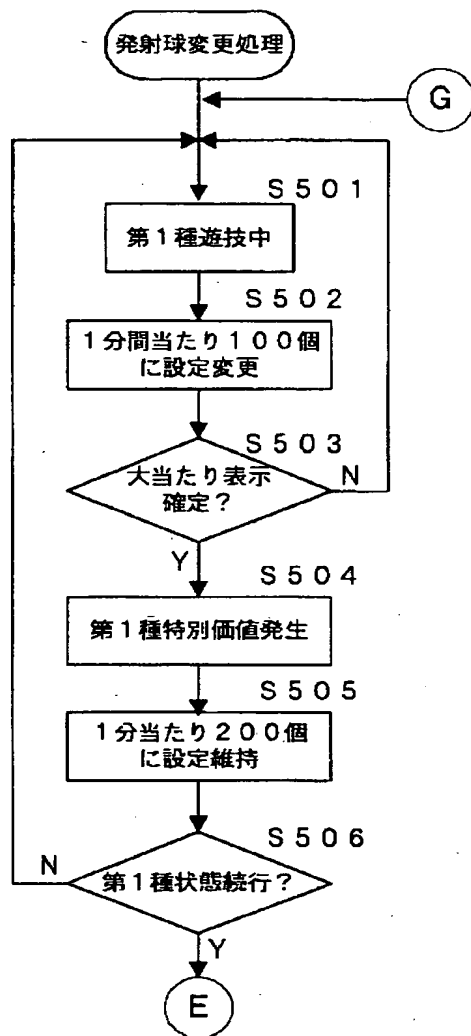 発射球変更処理
G
S501
第1種遊技中
S502
1分間当たり100個
に設定変更
S503
大当たり表示
確定?
N
Y
S504
第1種特別価値発生
S505
1分当たり200個
に設定維持
S506
N
第1種状態続行?
Y
E